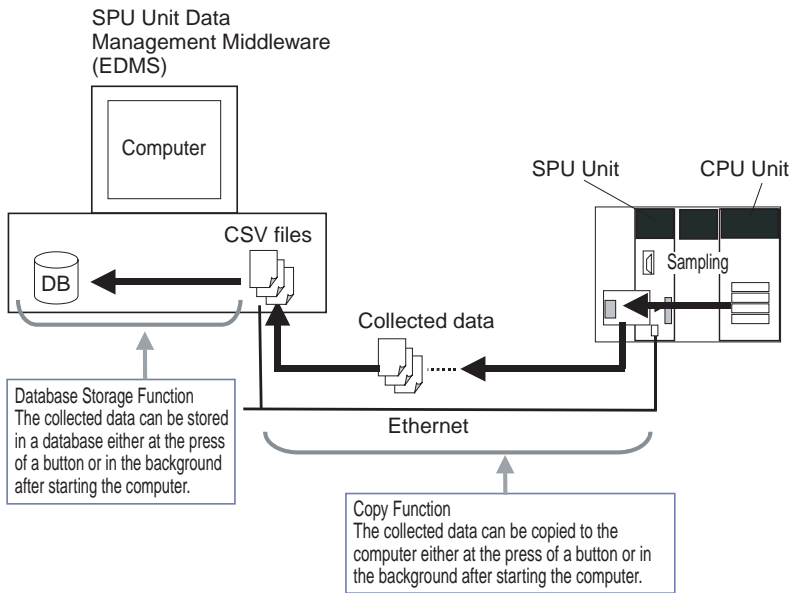 SPU Unit Data
Management Middleware
(EDMS)
Computer
SPU Unit
CPU Unit
CSV files
DB
Sampling
Collected data
Ethernet
Database Storage Function
The collected data can be stored
in a database either at the press
of a button or in the background
after starting the computer.
Copy Function
The collected data can be copied to the
computer either at the press of a button or in
the background after starting the computer.